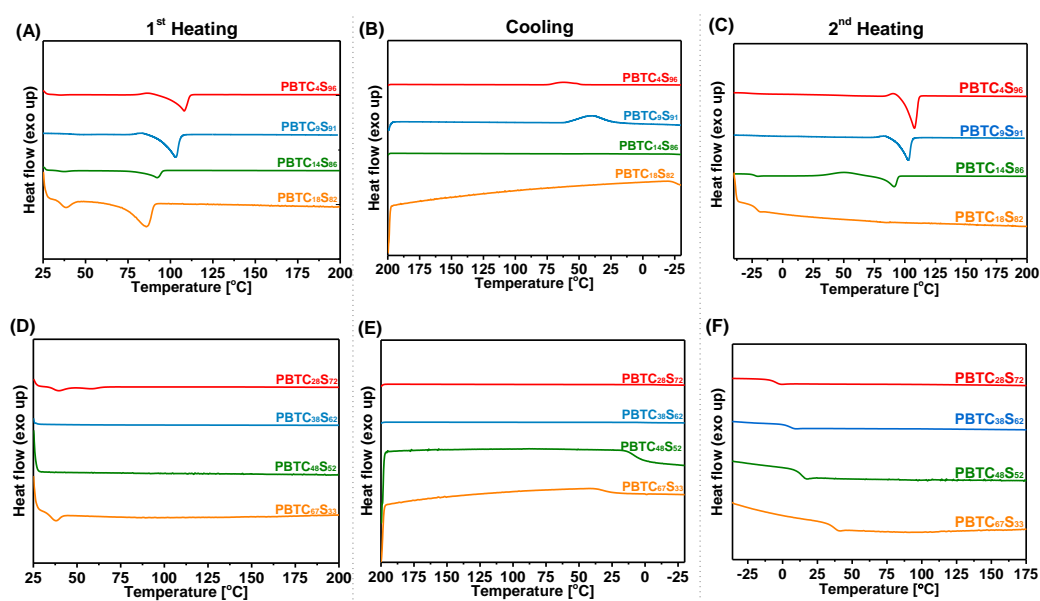 1st Heating
Cooling
2nd Heating
(A)
Heat flow (exo up)
PBTC4S96
PBTC9S91
PBTC14S86
PBTC18S82
25 50 75 100 125 150 175 200
Temperature [°C]
(B)
Heat flow (exo up)
PBTC4S96
PBTC9S91
PBTC14S86
PBTC18S82
200 175 150 125 100 75 50 25 0 -25
Temperature [°C]
(C)
Heat flow (exo up)
PBTC4S96
PBTC9S91
PBTC14S86
PBTC18S82
-25 0 25 50 75 100 125 150 175 200
Temperature [°C]
(D)
Heat flow (exo up)
PBTC28S72
PBTC38S62
PBTC48S52
PBTC67S33
25 50 75 100 125 150 175 200
Temperature [°C]
(E)
Heat flow (exo up)
PBTC28S72
PBTC38S62
PBTC48S52
PBTC67S33
200 175 150 125 100 75 50 25 0 -25
Temperature [°C]
(F)
Heat flow (exo up)
PBTC28S72
PBTC38S62
PBTC48S52
PBTC67S33
-25 0 25 50 75 100 125 150 175
Temperature [ºC]